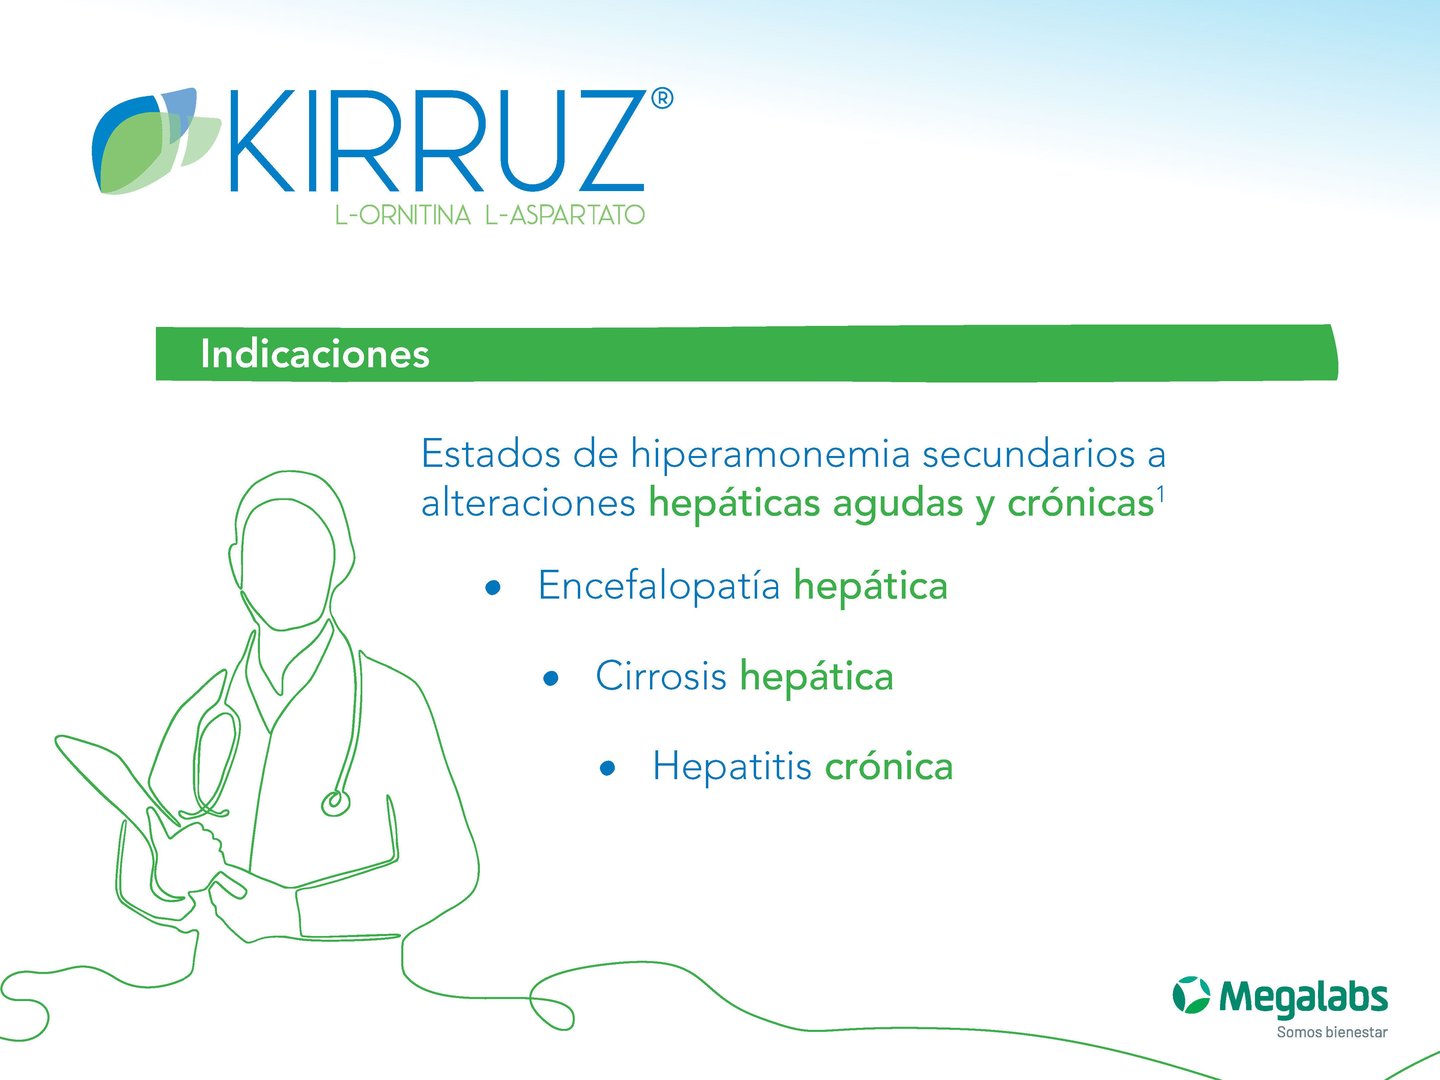 KIRRUZ®
L-ORNITINA L-ASPARTATO
Indicaciones
Estados de hiperamonemia secundarios a
alteraciones hepáticas agudas y crónicas¹
• Encefalopatía hepática
• Cirrosis hepática
• Hepatitis crónica
Megalabs
Somos bienestar